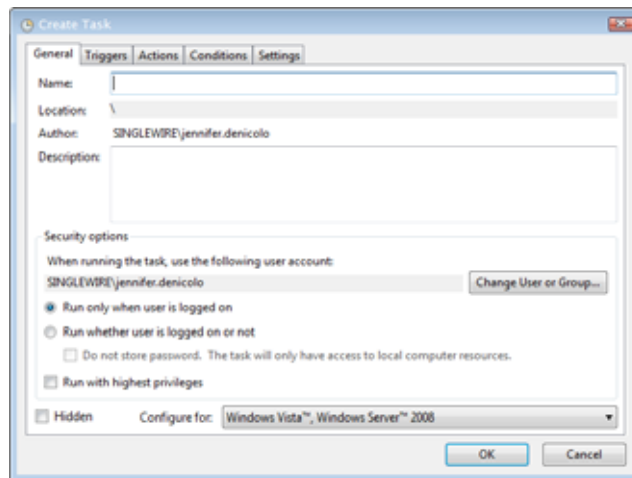 Create Task
General Triggers Actions Conditions Settings
Name:
Location: \
Author: SINGLEWIRE\jennifer.denicolo
Description:
Security options
When running the task, use the following user account:
SINGLEWIRE\jennifer.denicolo Change User or Group...
Run only when user is logged on
Run whether user is logged on or not
Do not store password. The task will only have access to local computer resources.
Run with highest privileges
Hidden Configure for: Windows Vista™, Windows Server™ 2008
OK Cancel